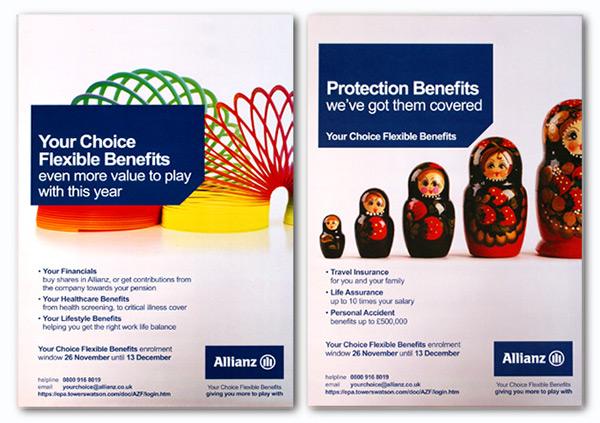 Your Choice
Flexible Benefits
even more value to play
with this year
• Your Financials
buy shares in Allianz, or get contributions from
the company towards your pension
• Your Healthcare Benefits
from health screening, to critical illness cover
• Your Lifestyle Benefits
helping you get the right work life balance
Your Choice Flexible Benefits enrolment
window 26 November until 13 December
helpline 0800 916 8019
email yourchoice@allianz.co.uk
https://epa.towerswatson.com/doc/AZF/login.htm
Allianz
Your Choice Flexible Benefits
giving you more to play with
Protection Benefits
we've got them covered
Your Choice Flexible Benefits
• Travel Insurance
for you and your family
• Life Assurance
up to 10 times your salary
• Personal Accident
benefits up to £500,000
Your Choice Flexible Benefits enrolment
window 26 November until 13 December
helpline 0800 916 8019
email yourchoice@allianz.co.uk
https://epa.towerswatson.com/doc/AZF/login.htm
Allianz
Your Choice Flexible Benefits
giving you more to play with